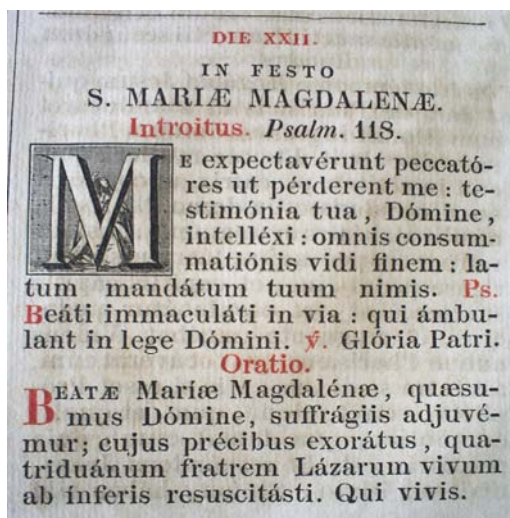 DIE XXII.
IN FESTO
S. MARIÆ MAGDALENÆ.
Introitus. Psalm. 118.
ME expectavérunt peccató-
res ut pérderent me : te-
stimónia tua, Dómine,
intelléxi : omnis consum-
matiónis vidi finem : la-
tum mandátum tuum nimis. Ps.
Beáti immaculáti in via : qui ámbu-
lant in lege Dómini. ℣. Glória Patri.
Oratio.
BEATÆ Maríæ Magdalénæ, quæsu-
mus Dómine, suffrágiis adjuvé-
mur; cujus précibus exorátus, qua-
triduánum fratrem Lázarum vivum
ab ínferis resuscitásti. Qui vivis.